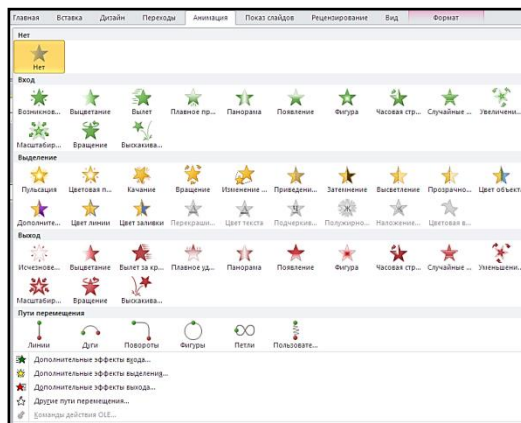 Главная Вставка Дизайн Переходы Анимация Показ слайдов Рецензирование Вид Формат
Нет
Нет
Вход
Возникнов... Выцветание Вылет Плавное пр... Панорама Появление Фигура Часовая стр... Случайные ... Увеличени...
Масштабир... Вращение Выскакива...
Выделение
Пульсация Цветовая п... Качание Вращение Изменение ... Приведени... Затемнение Высветление Прозрачно... Цвет объекта
Дополните... Цвет линии Цвет заливки Перекраши... Цвет текста Подчеркив... Полужирно... Наложение... Цветовая в...
Выход
Исчезнове... Выцветание Вылет за кр... Плавное уд... Панорама Появление Фигура Часовая стр... Случайные ... Уменьшени...
Масштабир... Вращение Выскакива...
Пути перемещения
Линии Дуги Повороты Фигуры Петли Пользовате...
Дополнительные эффекты входа...
Дополнительные эффекты выделения...
Дополнительные эффекты выхода...
Другие пути перемещения...
Команды действия OLE...